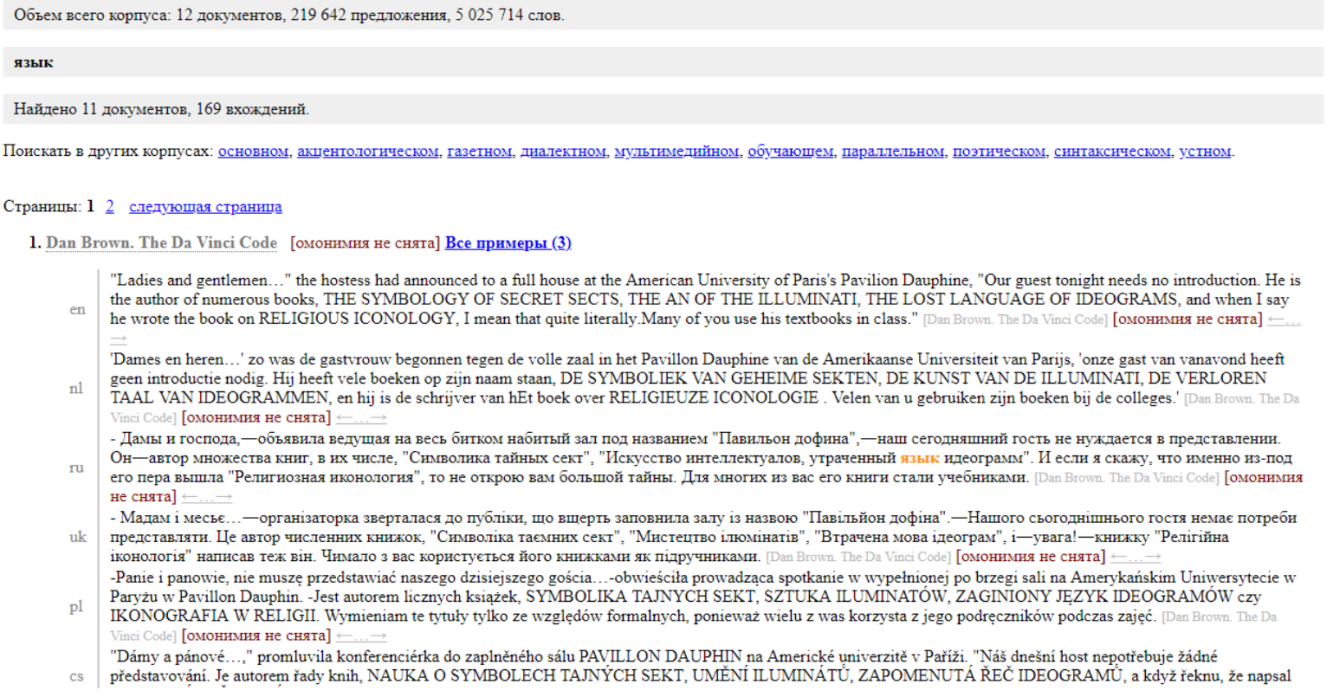 Объем всего корпуса: 12 документов, 219 642 предложения, 5 025 714 слов.
язык
Найдено 11 документов, 169 вхождений.
Поискать в других корпусах: основном, акцентологическом, газетном, диалектном, мультимедийном, обучающем, параллельном, поэтическом, синтаксическом, устном.
Страницы: 1 2 следующая страница
1. Dan Brown. The Da Vinci Code [омонимия не снята] Все примеры (3)
"Ladies and gentlemen…" the hostess had announced to a full house at the American University of Paris's Pavilion Dauphine, "Our guest tonight needs no introduction. He is
the author of numerous books, THE SYMBOLOGY OF SECRET SECTS, THE AN OF THE ILLUMINATI, THE LOST LANGUAGE OF IDEOGRAMS, and when I say
en he wrote the book on RELIGIOUS ICONOLOGY, I mean that quite literally.Many of you use his textbooks in class." [Dan Brown. The Da Vinci Code] [омонимия не снята] ←…
→
'Dames en heren…' zo was de gastvrouw begonnen tegen de volle zaal in het Pavillon Dauphine van de Amerikaanse Universiteit van Parijs, 'onze gast van vanavond heeft
geen introductie nodig. Hij heeft vele boeken op zijn naam staan, DE SYMBOLIEK VAN GEHEIME SEKTEN, DE KUNST VAN DE ILLUMINATI, DE VERLOREN
nl TAAL VAN IDEOGRAMMEN, en hij is de schrijver van hEt boek over RELIGIEUZE ICONOLOGIE . Velen van u gebruiken zijn boeken bij de colleges.' [Dan Brown. The Da
Vinci Code] [омонимия не снята] ←…→
- Дамы и господа,—объявила ведущая на весь битком набитый зал под названием "Павильон дофина",—наш сегодняшний гость не нуждается в представлении.
Он—автор множества книг, в их числе, "Символика тайных сект", "Искусство интеллектуалов, утраченный язык идеограмм". И если я скажу, что именно из-под
ru его пера вышла "Религиозная иконология", то не открою вам большой тайны. Для многих из вас его книги стали учебниками. [Dan Brown. The Da Vinci Code] [омонимия
не снята] ←…→
- Мадам і месьє…—організаторка зверталася до публіки, що вщерть заповнила залу із назвою "Павільйон дофіна".—Нашого сьогоднішнього гостя немає потреби
uk представляти. Це автор численних книжок, "Символіка таємних сект", "Мистецтво ілюмінатів", "Втрачена мова ідеограм", і—увага!—книжку "Релігійна
іконологія" написав теж він. Чимало з вас користується його книжками як підручниками. [Dan Brown. The Da Vinci Code] [омонимия не снята] ←…→
-Panie i panowie, nie muszę przedstawiać naszego dzisiejszego gościa…-obwieściła prowadząca spotkanie w wypełnionej po brzegi sali na Amerykańskim Uniwersytecie w
Paryżu w Pavillon Dauphin. -Jest autorem licznych książek, SYMBOLIKA TAJNYCH SEKT, SZTUKA ILUMINATÓW, ZAGINIONY JĘZYK IDEOGRAMÓW czy
pl IKONOGRAFIA W RELIGII. Wymieniam te tytuły tylko ze względów formalnych, ponieważ wielu z was korzysta z jego podręczników podczas zajęć. [Dan Brown. The Da
Vinci Code] [омонимия не снята] ←…→
"Dámy a pánové…," promluvila konferenciérka do zaplněného sálu PAVILLON DAUPHIN na Americké univerzitě v Paříži. "Náš dnešní host nepotřebuje žádné
cs představování. Je autorem řady knih, NAUKA O SYMBOLECH TAJNÝCH SEKT, UMĚNÍ ILUMINÁTŮ, ZAPOMENUTÁ ŘEČ IDEOGRAMŮ, a když řeknu, že napsal